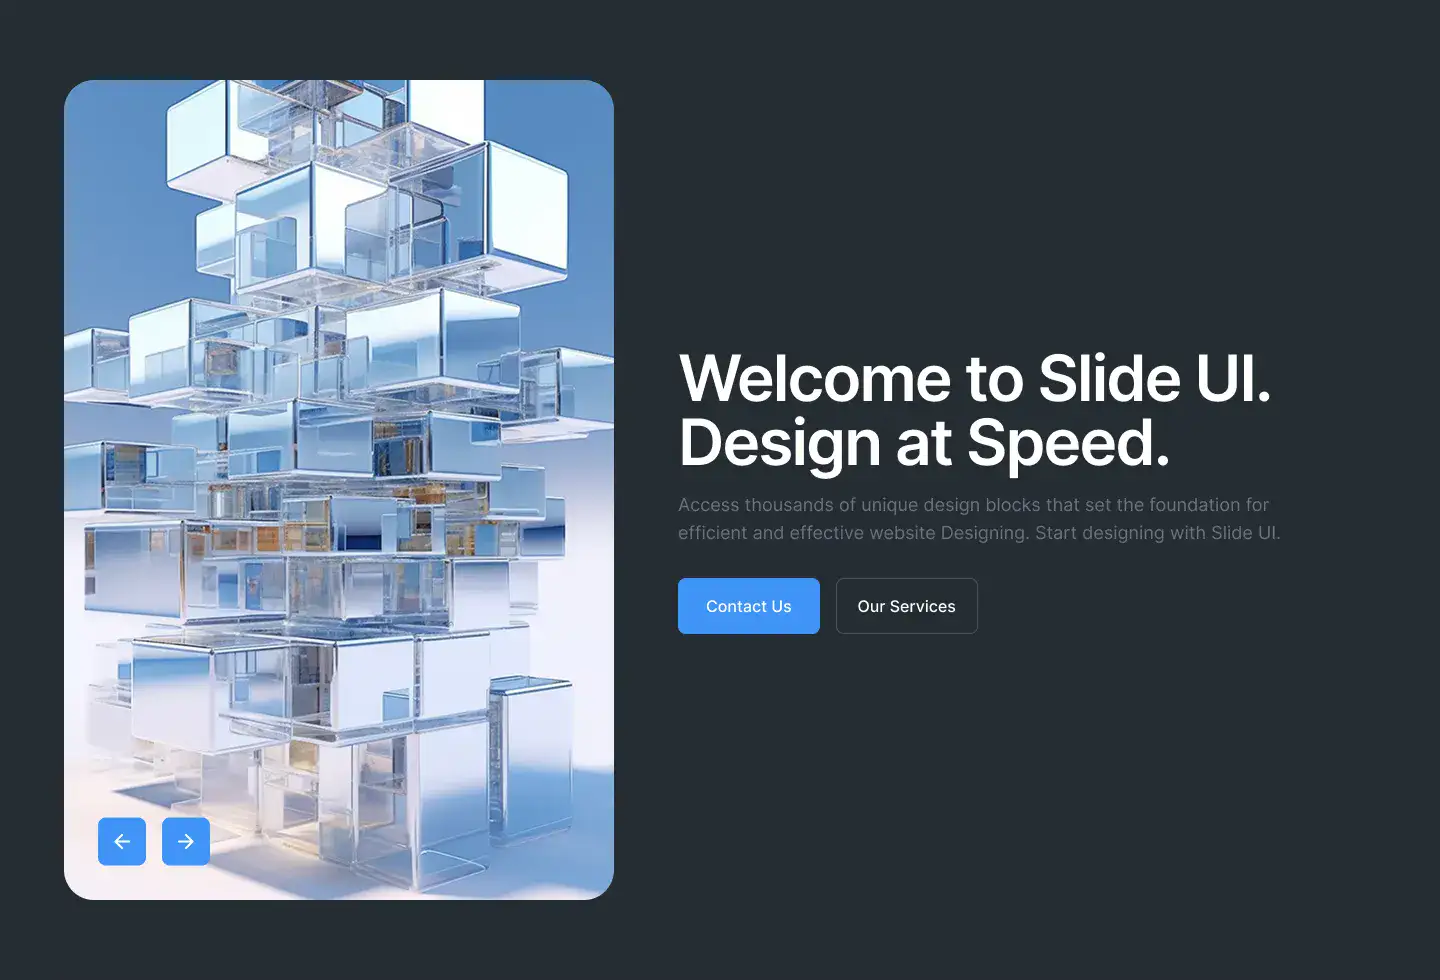 Welcome to Slide UI.
Design at Speed.
Access thousands of unique design blocks that set the foundation for
efficient and effective website Designing. Start designing with Slide UI.
Contact Us
Our Services